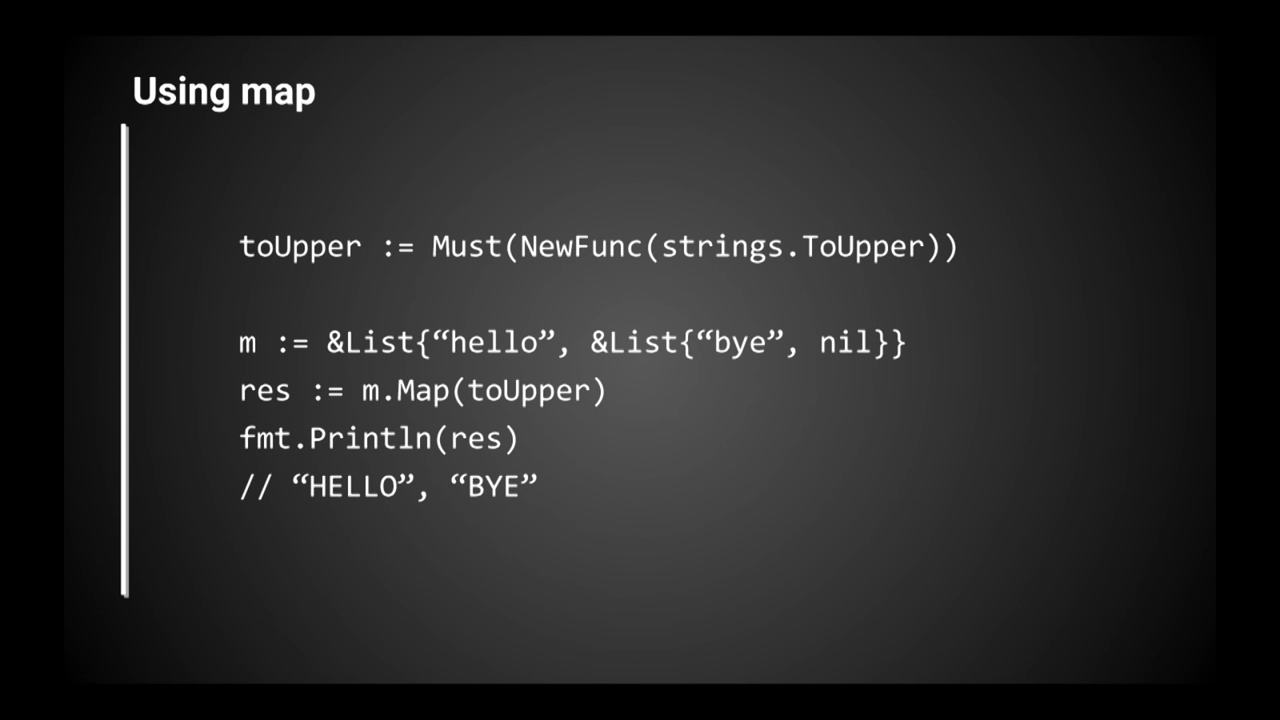 Using map
toUpper := Must(NewFunc(strings.ToUpper))
m := &List{“hello”, &List{“bye”, nil}}
res := m.Map(toUpper)
fmt.Println(res)
// “HELLO”, “BYE”